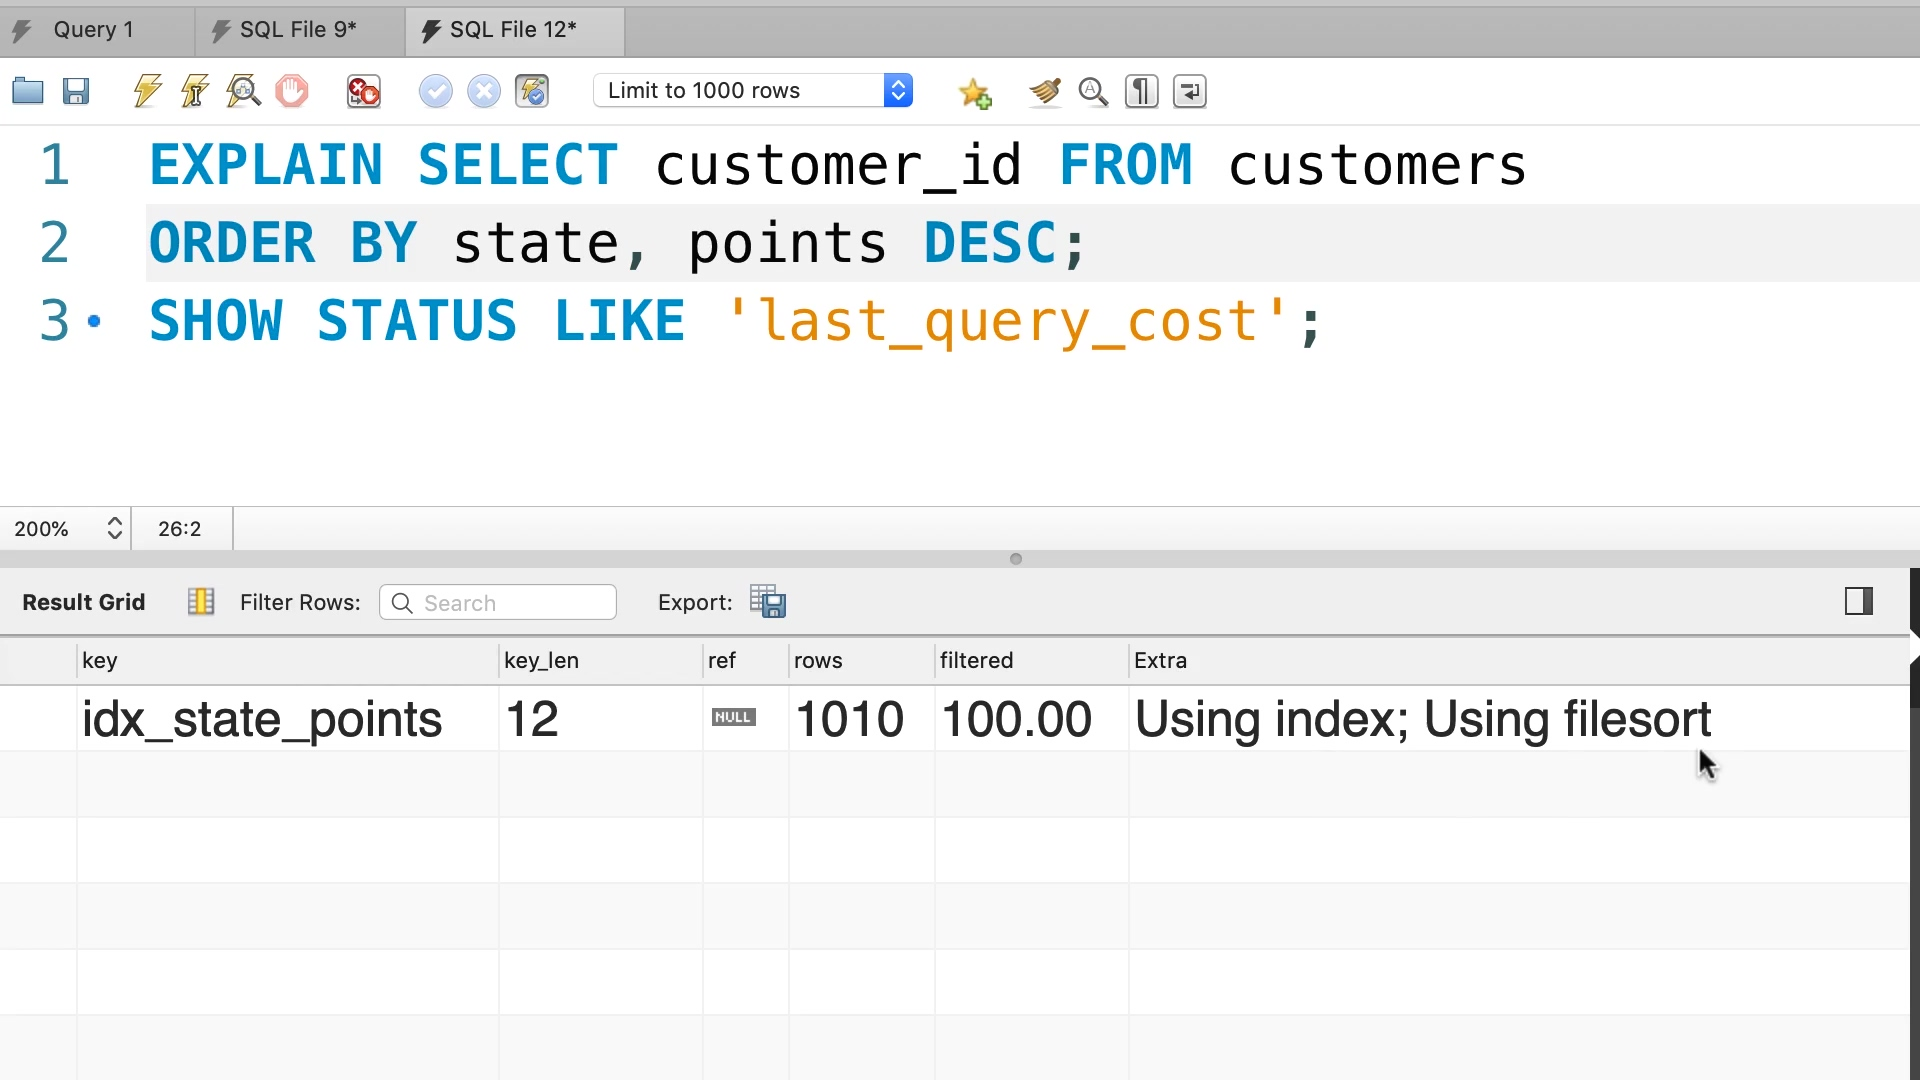 Query 1
SQL File 9*
SQL File 12*
Limit to 1000 rows
1 EXPLAIN SELECT customer_id FROM customers
2 ORDER BY state, points DESC;
3 SHOW STATUS LIKE 'last_query_cost';
200% 26:2
Result Grid Filter Rows: Search Export:
key key_len ref rows filtered Extra
idx_state_points 12 NULL 1010 100.00 Using index; Using filesort